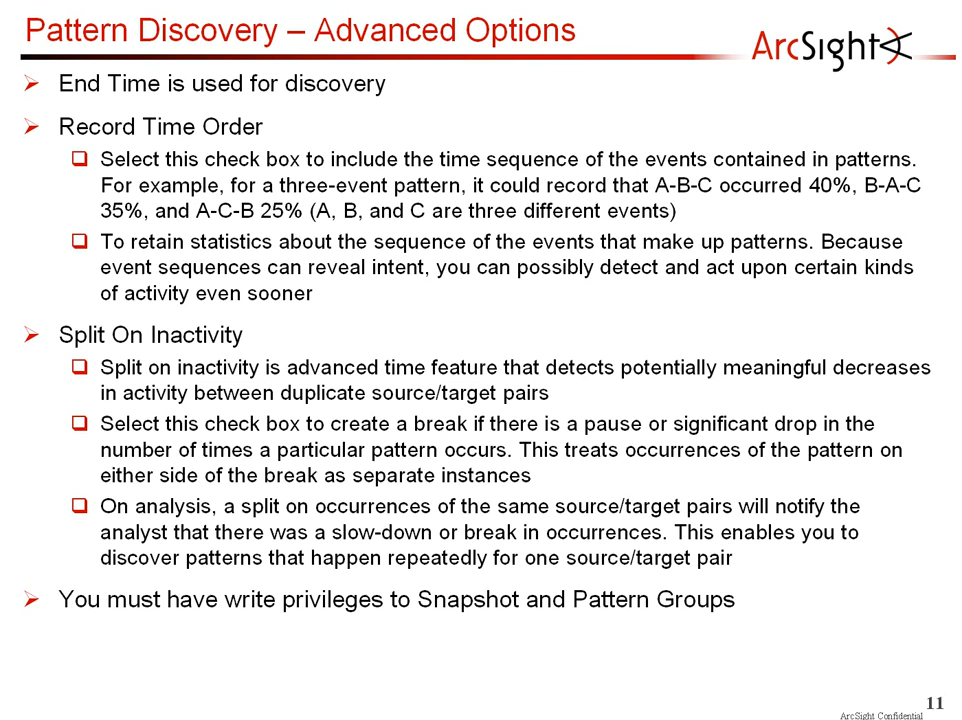 Pattern Discovery – Advanced Options
ArcSight
End Time is used for discovery
Record Time Order
Select this check box to include the time sequence of the events contained in patterns.
For example, for a three-event pattern, it could record that A-B-C occurred 40%, B-A-C
35%, and A-C-B 25% (A, B, and C are three different events)
To retain statistics about the sequence of the events that make up patterns. Because
event sequences can reveal intent, you can possibly detect and act upon certain kinds
of activity even sooner
Split On Inactivity
Split on inactivity is advanced time feature that detects potentially meaningful decreases
in activity between duplicate source/target pairs
Select this check box to create a break if there is a pause or significant drop in the
number of times a particular pattern occurs. This treats occurrences of the pattern on
either side of the break as separate instances
On analysis, a split on occurrences of the same source/target pairs will notify the
analyst that there was a slow-down or break in occurrences. This enables you to
discover patterns that happen repeatedly for one source/target pair
You must have write privileges to Snapshot and Pattern Groups
11
ArcSight Confidential